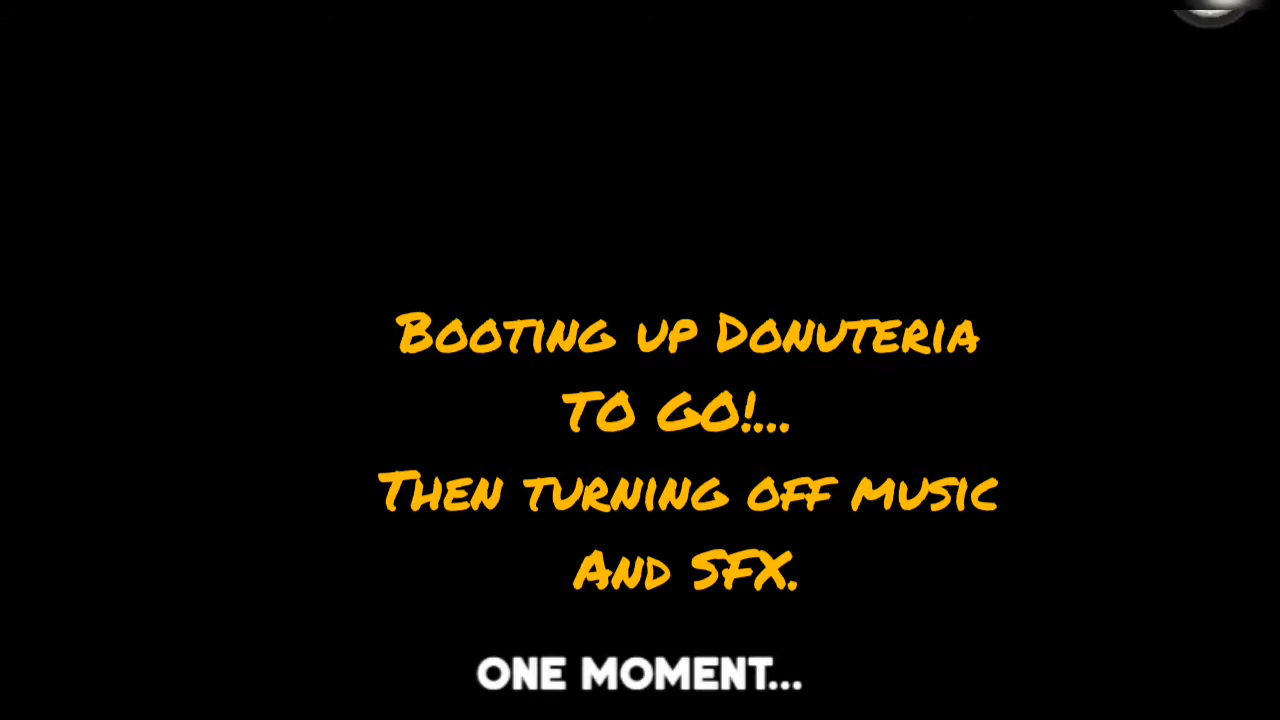 Booting up Donuteria
TO GO!...
Then turning off music
And SFX.
ONE MOMENT...